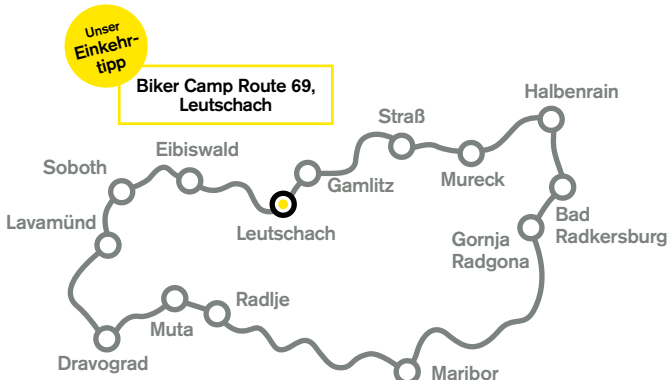 Unser
Einkehr-
tipp
Biker Camp Route 69,
Leutschach
Halbenrain
Straß
Eibiswald
Soboth
Gamlitz
Mureck
Lavamünd
Leutschach
Bad
Radkersburg
Gornja
Radgona
Radlje
Muta
Dravograd
Maribor